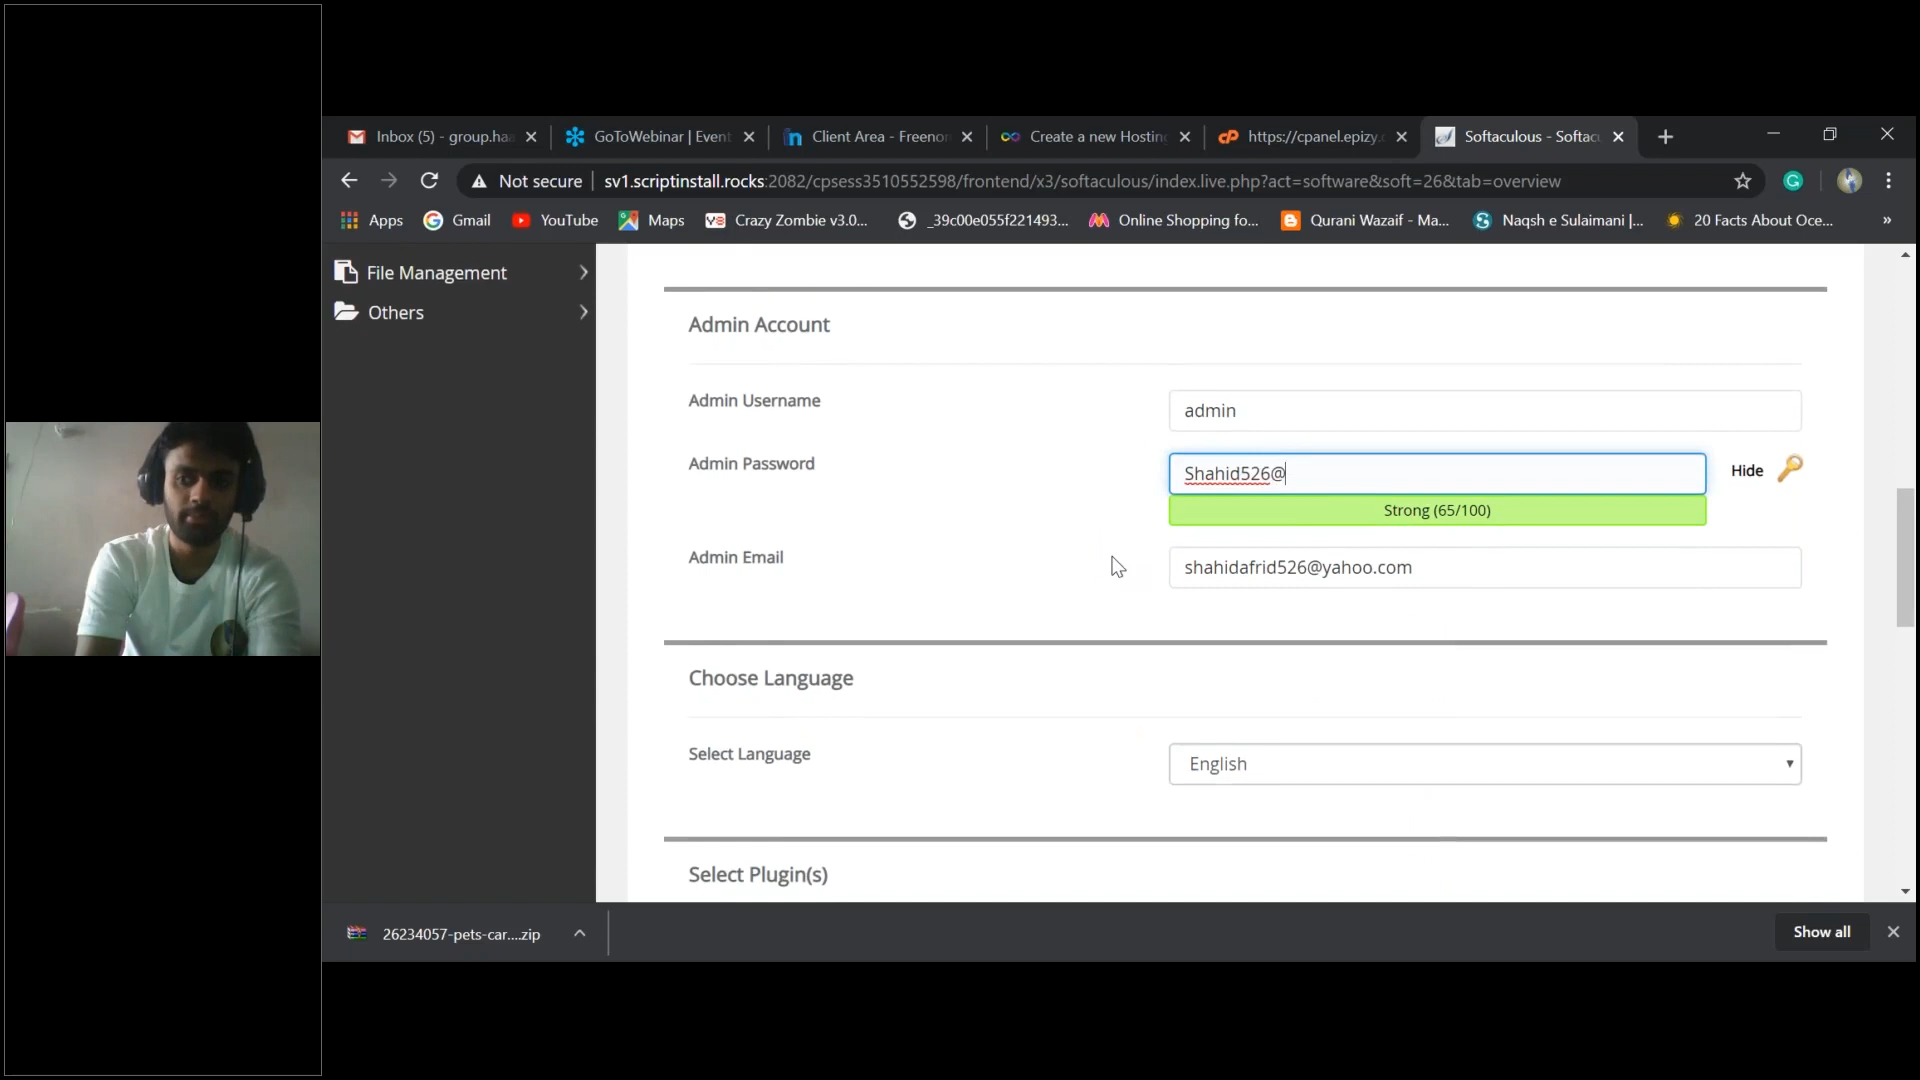 Inbox (5) - group.haa
GoToWebinar | Event
Client Area - Freenon
Create a new Hosting
https://cpanel.epizy.
Softaculous - Softac
Not secure
sv1.scriptinstall.rocks:2082/cpsess3510552598/frontend/x3/softaculous/index.live.php?act=software&soft=26&tab=overview
Apps
Gmail
YouTube
Maps
Crazy Zombie v3.0...
_39c00e055f221493...
Online Shopping fo...
Qurani Wazaif - Ma...
Naqsh e Sulaimani |...
20 Facts About Oce...
»
File Management
Others
Admin Account
Admin Username
admin
Admin Password
Shahid526@
Hide
Strong (65/100)
Admin Email
shahidafrid526@yahoo.com
Choose Language
Select Language
English
Select Plugin(s)
26234057-pets-car....zip
Show all